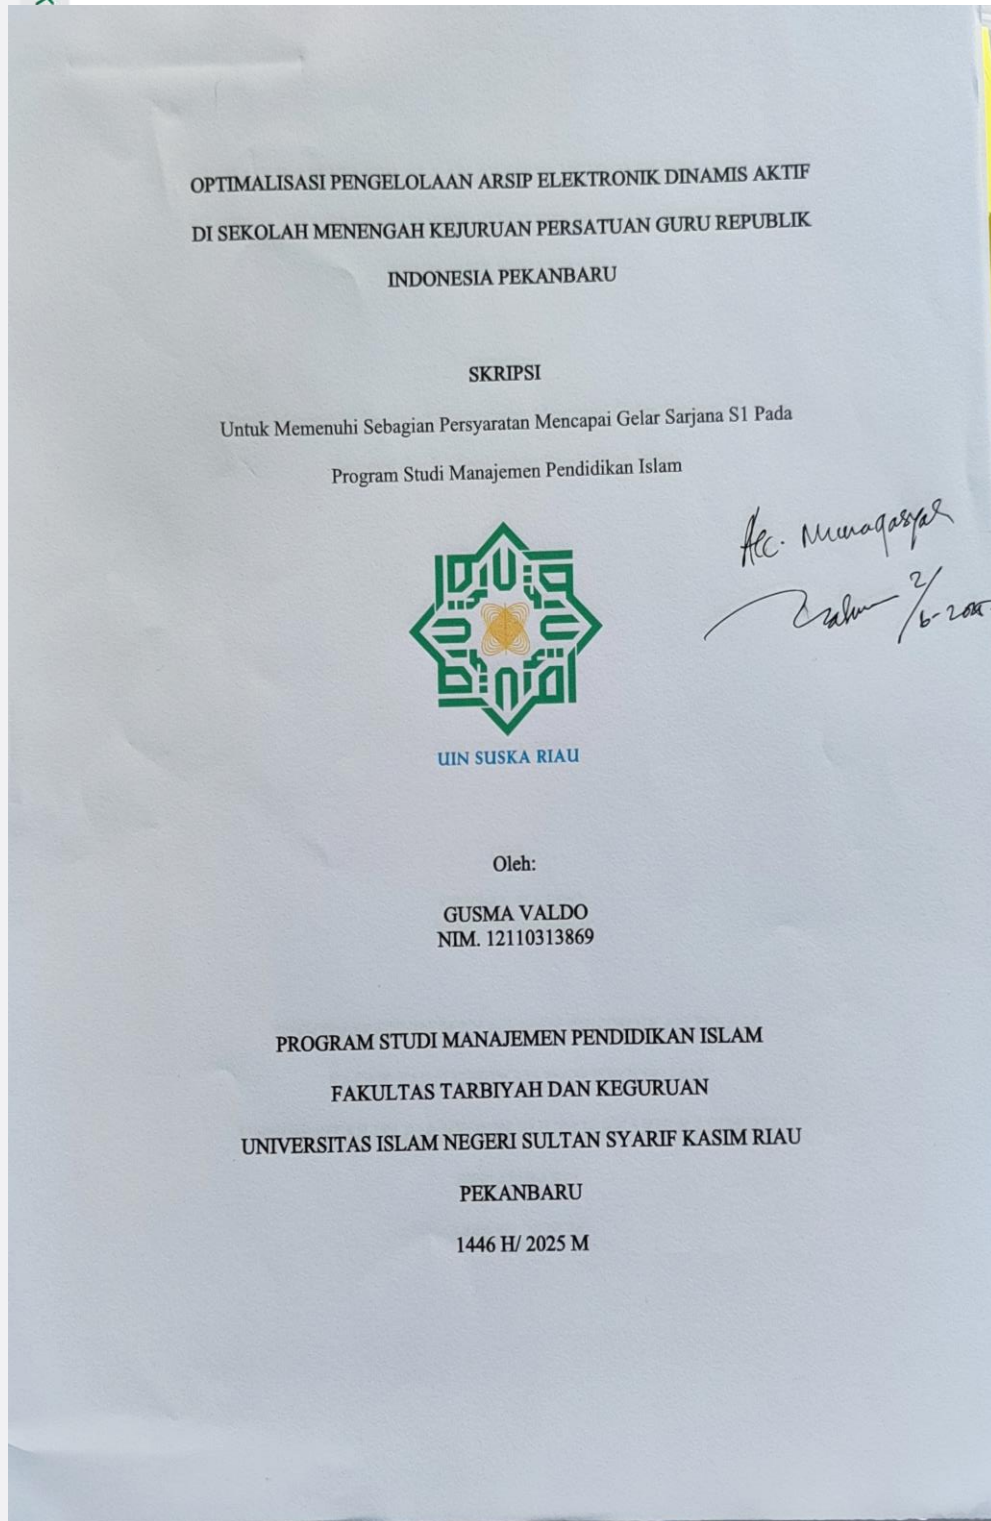 OPTIMALISASI PENGELOLAAN ARSIP ELEKTRONIK DINAMIS AKTIF
DI SEKOLAH MENENGAH KEJURUAN PERSATUAN GURU REPUBLIK
INDONESIA PEKANBARU
SKRIPSI
Untuk Memenuhi Sebagian Persyaratan Mencapai Gelar Sarjana S1 Pada
Program Studi Manajemen Pendidikan Islam
Acc. Munaqasyah
2/6-2025
UIN SUSKA RIAU
Oleh:
GUSMA VALDO
NIM. 12110313869
PROGRAM STUDI MANAJEMEN PENDIDIKAN ISLAM
FAKULTAS TARBIYAH DAN KEGURUAN
UNIVERSITAS ISLAM NEGERI SULTAN SYARIF KASIM RIAU
PEKANBARU
1446 H/ 2025 M